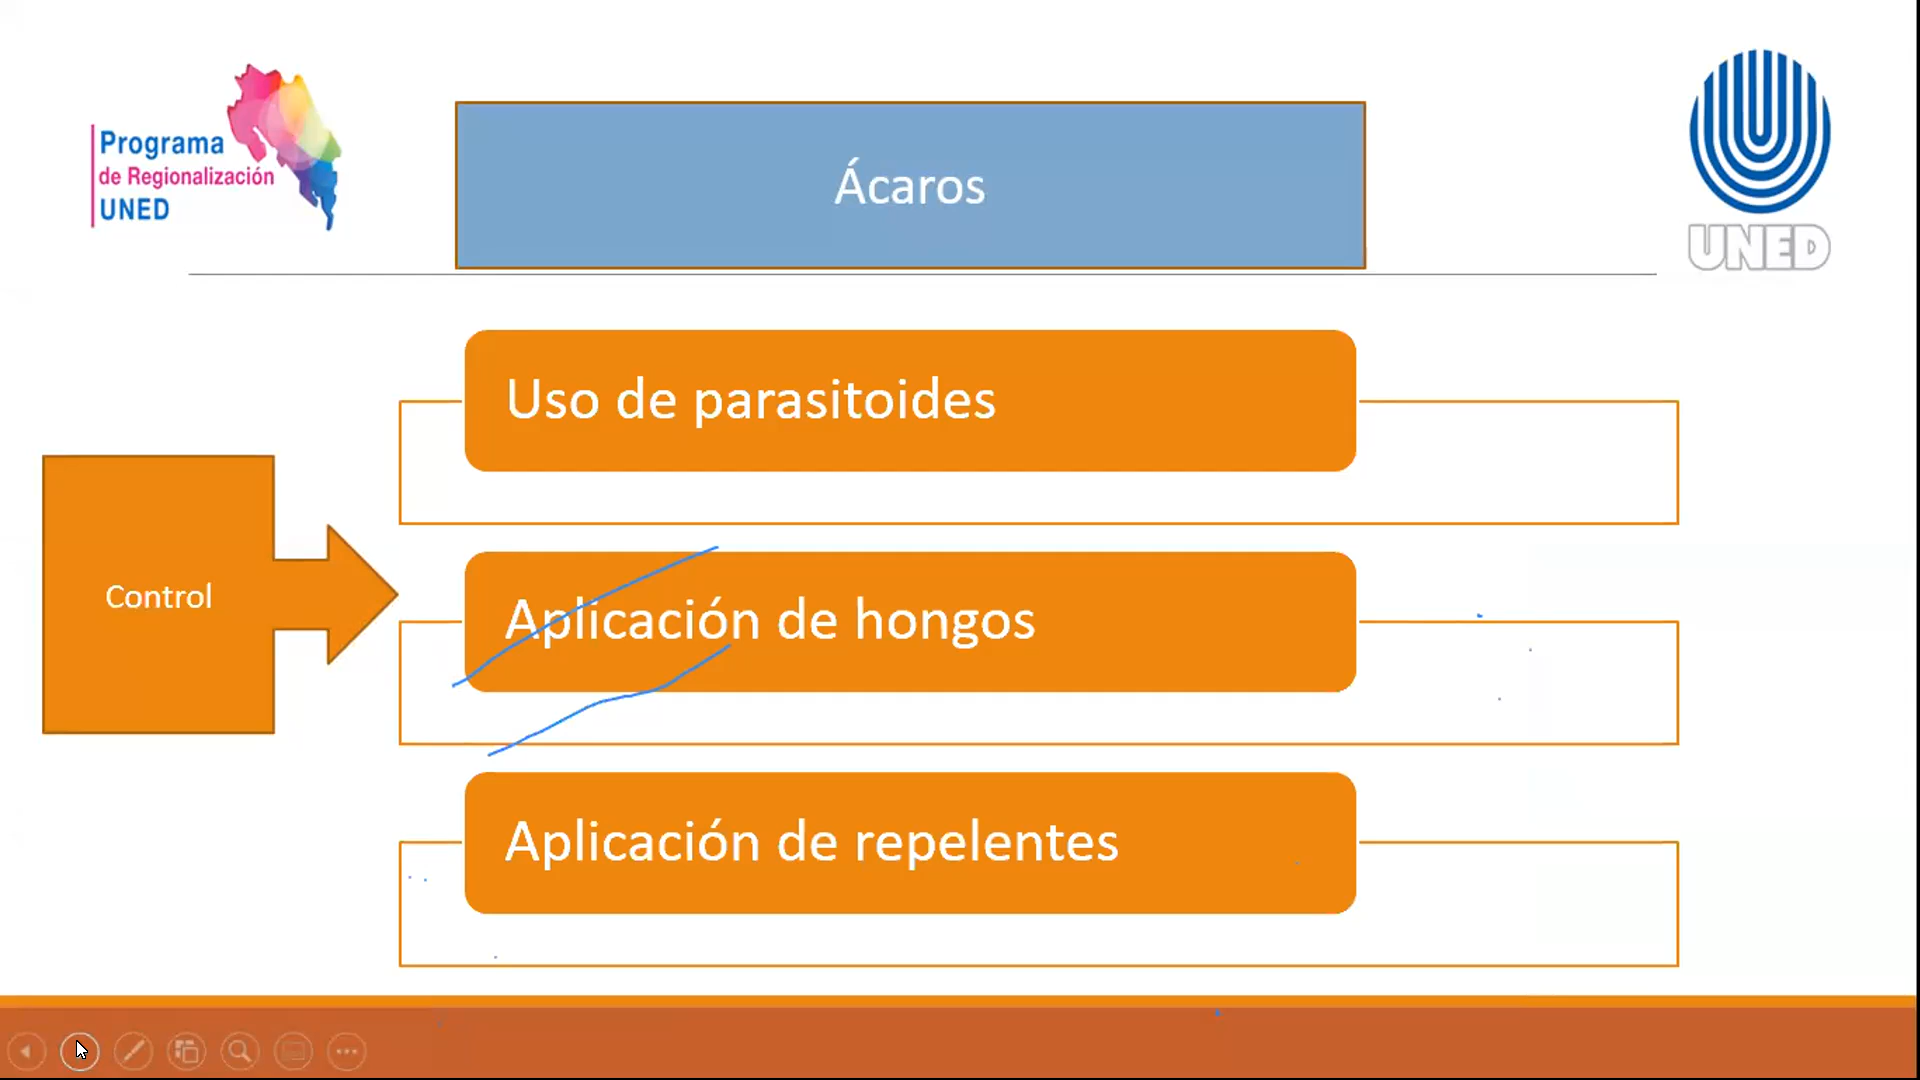 Programa
de Regionalización
UNED
Ácaros
UNED
Uso de parasitoides
Control
Aplicación de hongos
Aplicación de repelentes